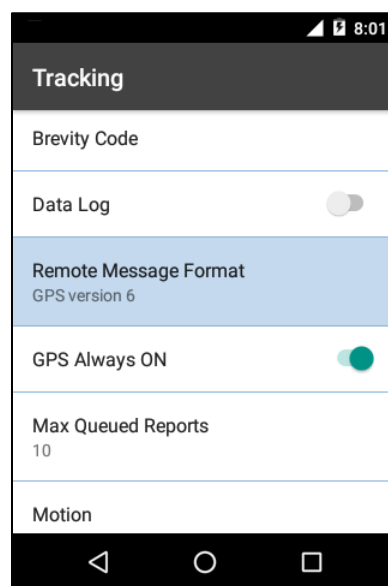 8:01
Tracking
Brevity Code
Data Log
Remote Message Format
GPS version 6
GPS Always ON
Max Queued Reports
10
Motion